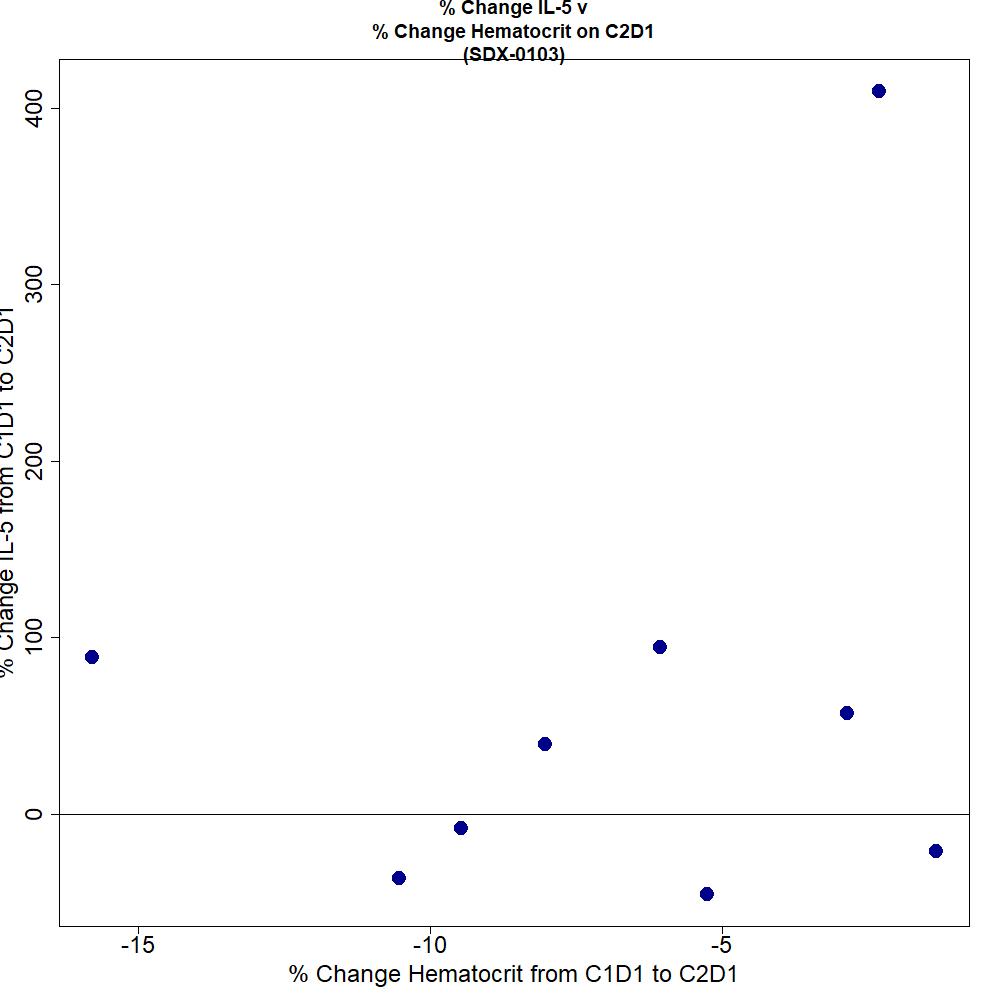 % Change IL-5 v
% Change Hematocrit on C2D1
(SDX-0103)
400
300
200
100
0
% Change IL-5 from C1D1 to C2D1
-15
-10
-5
% Change Hematocrit from C1D1 to C2D1